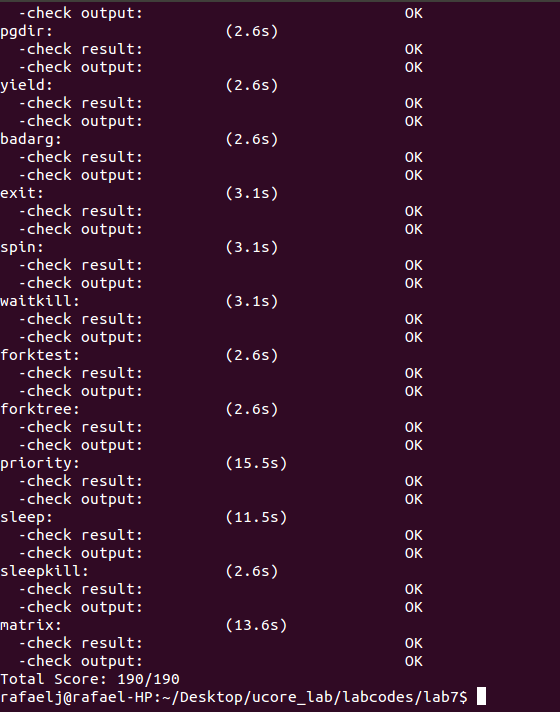 -check output: OK
pgdir: (2.6s)
-check result: OK
-check output: OK
yield: (2.6s)
-check result: OK
-check output: OK
badarg: (2.6s)
-check result: OK
-check output: OK
exit: (3.1s)
-check result: OK
-check output: OK
spin: (3.1s)
-check result: OK
-check output: OK
waitkill: (3.1s)
-check result: OK
-check output: OK
forktest: (2.6s)
-check result: OK
-check output: OK
forktree: (2.6s)
-check result: OK
-check output: OK
priority: (15.5s)
-check result: OK
-check output: OK
sleep: (11.5s)
-check result: OK
-check output: OK
sleepkill: (2.6s)
-check result: OK
-check output: OK
matrix: (13.6s)
-check result: OK
-check output: OK
Total Score: 190/190
rafaelj@rafael-HP:~/Desktop/ucore_lab/labcodes/lab7$